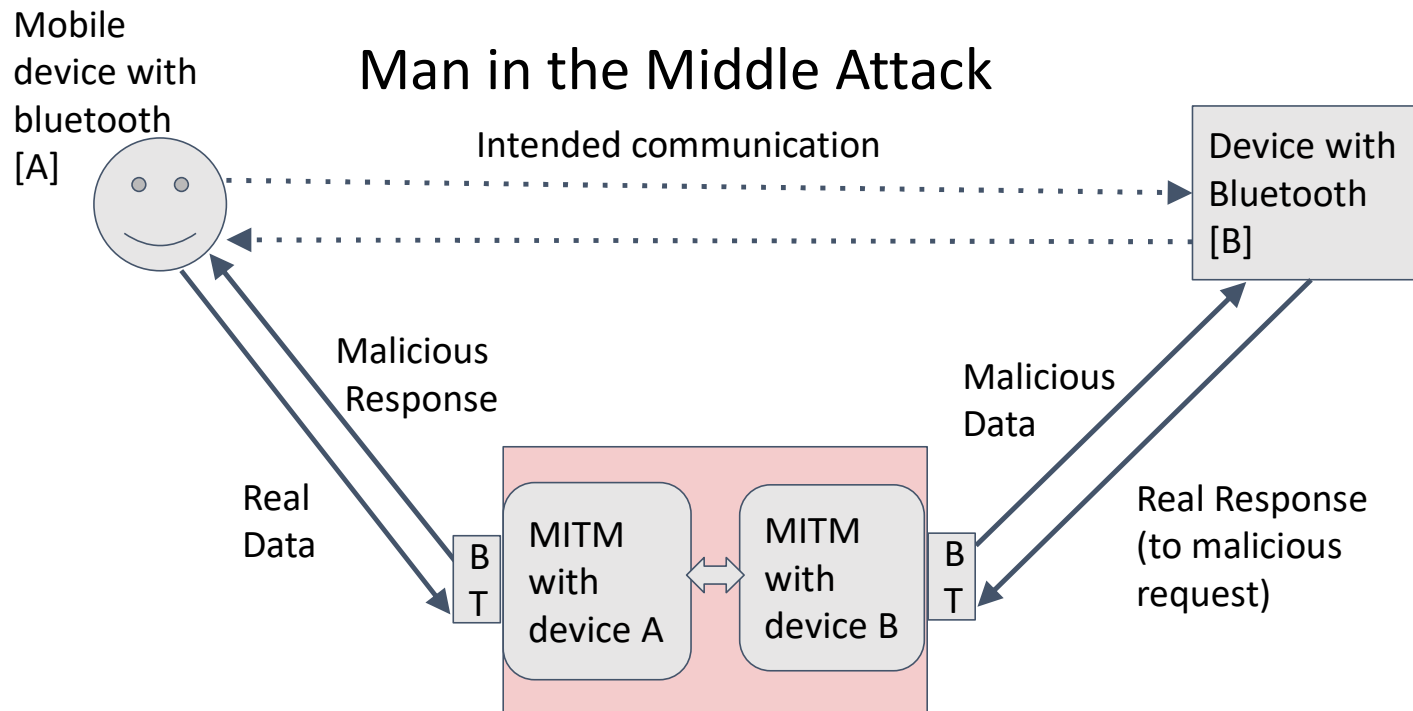 Mobile
device with
bluetooth
[A]
Man in the Middle Attack
Intended communication
Device with
Bluetooth
[B]
Malicious
Response
Malicious
Data
Real
Data
Real Response
(to malicious
request)
B
T
MITM
with
device A
MITM
with
device B
B
T